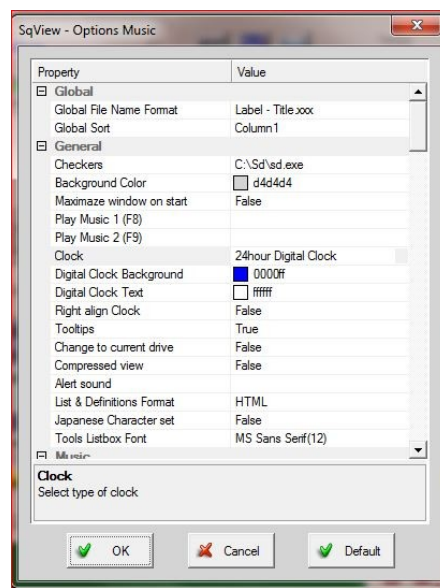 SqView - Options Music
Property Value
Global
Global File Name Format Label - Title.xxx
Global Sort Column1
General
Checkers C:\Sd\sd.exe
Background Color d4d4d4
Maximaze window on start False
Play Music 1 (F8)
Play Music 2 (F9)
Clock 24hour Digital Clock
Digital Clock Background 0000ff
Digital Clock Text ffffff
Right align Clock False
Tooltips True
Change to current drive False
Compressed view False
Alert sound
List & Definitions Format HTML
Japanese Character set False
Tools Listbox Font MS Sans Serif(12)
Music
Clock
Select type of clock
OK Cancel Default